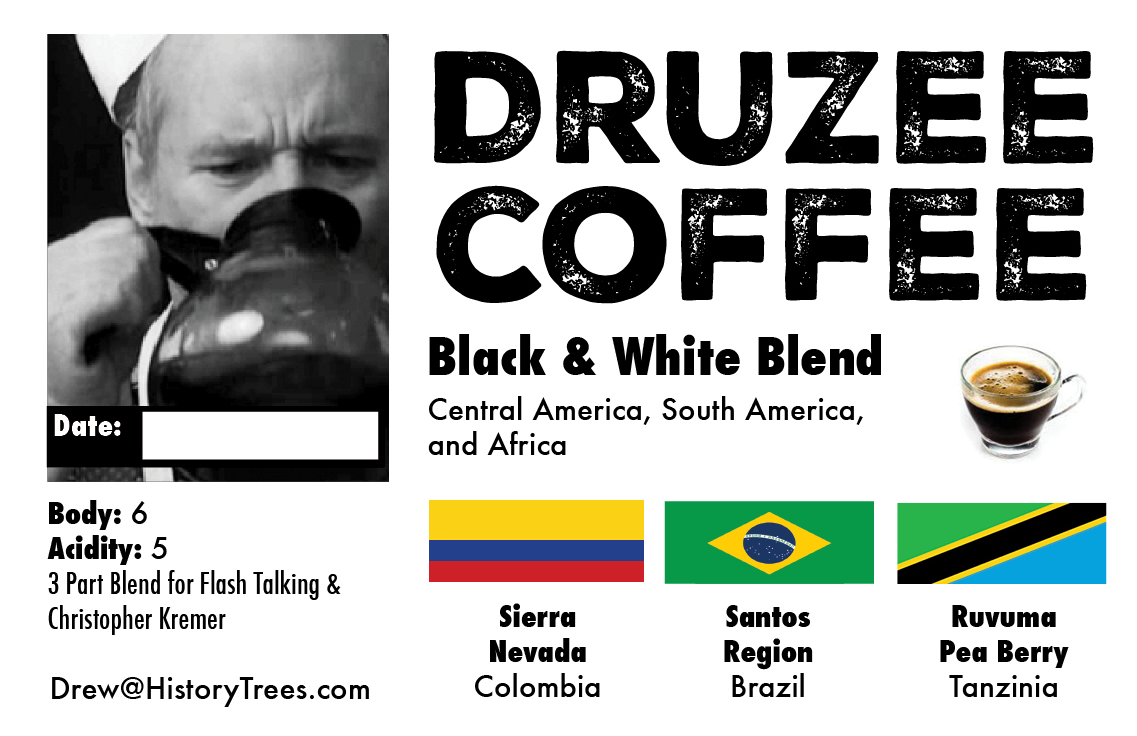 DRUZEE
COFFEE
Black & White Blend
Central America, South America,
and Africa
Date:
Body: 6
Acidity: 5
3 Part Blend for Flash Talking &
Christopher Kremer
Drew@HistoryTrees.com
Sierra
Nevada
Colombia
Santos
Region
Brazil
Ruvuma
Pea Berry
Tanzinia